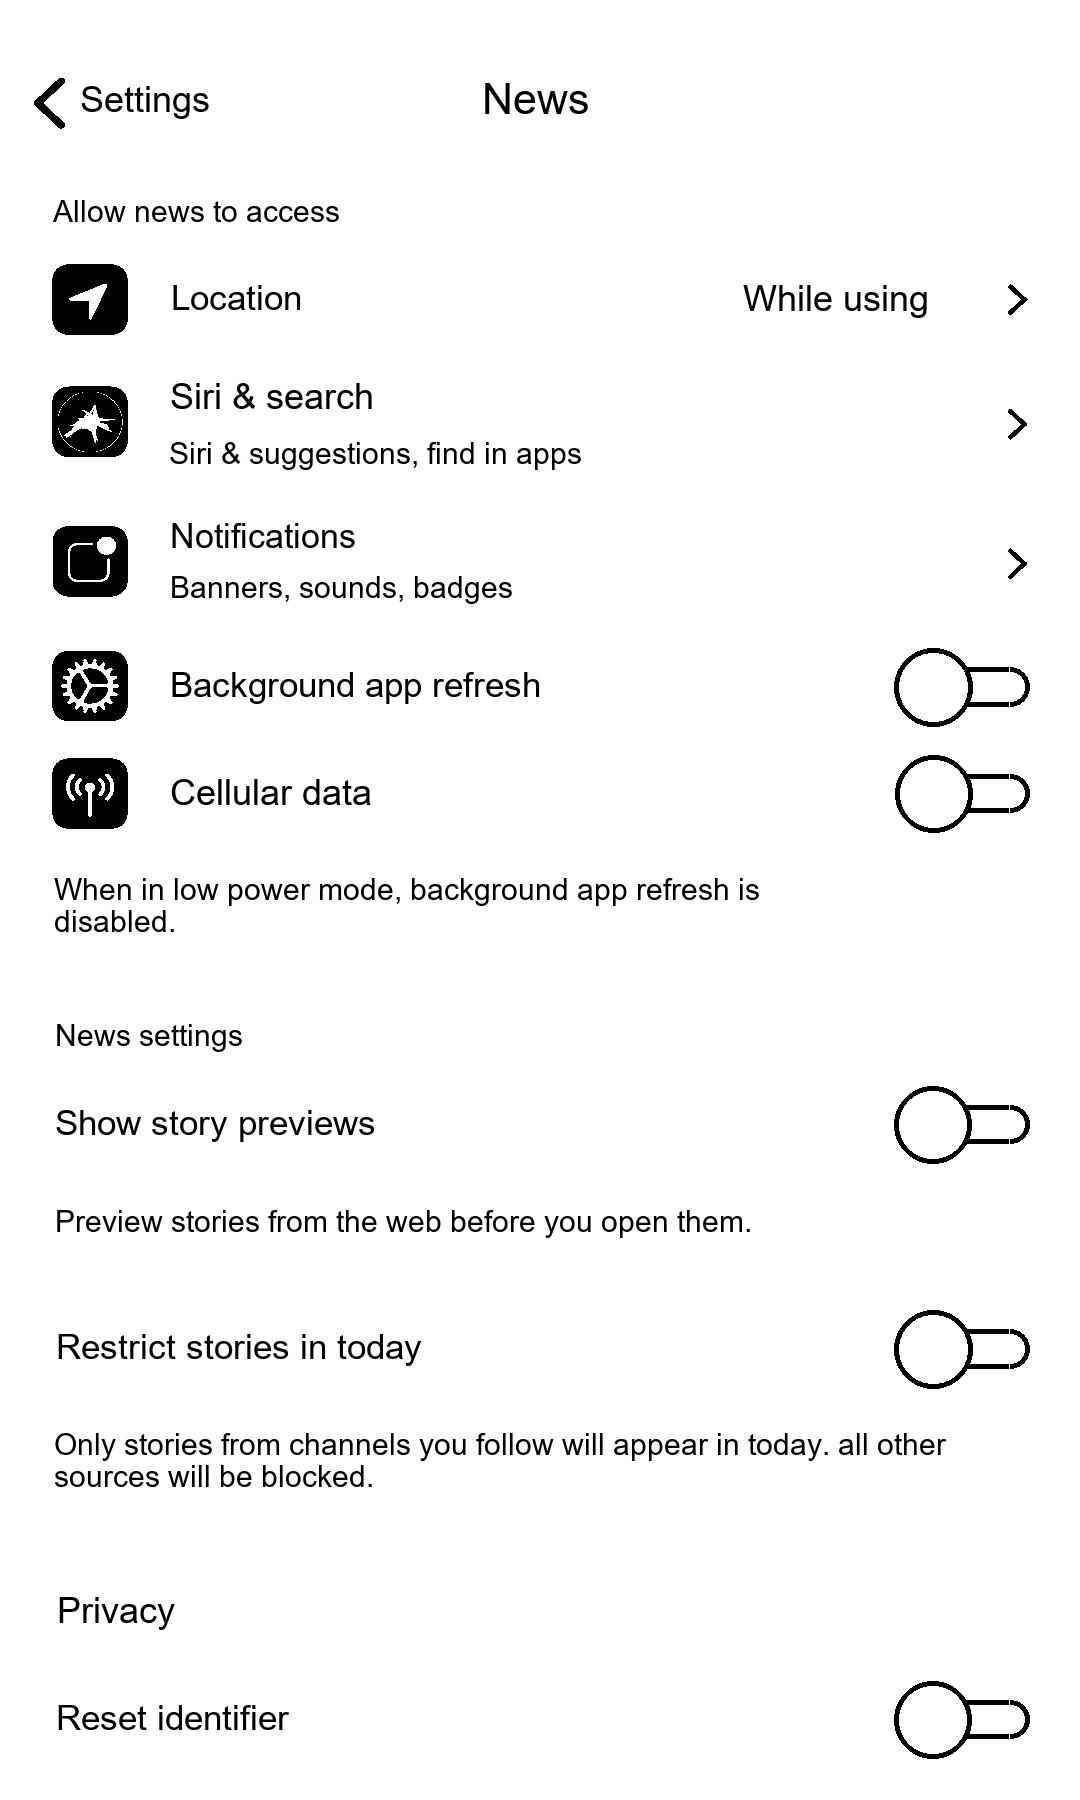 Settings
News
Allow news to access
Location
While using
Siri & search
Siri & suggestions, find in apps
Notifications
Banners, sounds, badges
Background app refresh
Cellular data
When in low power mode, background app refresh is
disabled.
News settings
Show story previews
Preview stories from the web before you open them.
Restrict stories in today
Only stories from channels you follow will appear in today. all other
sources will be blocked.
Privacy
Reset identifier